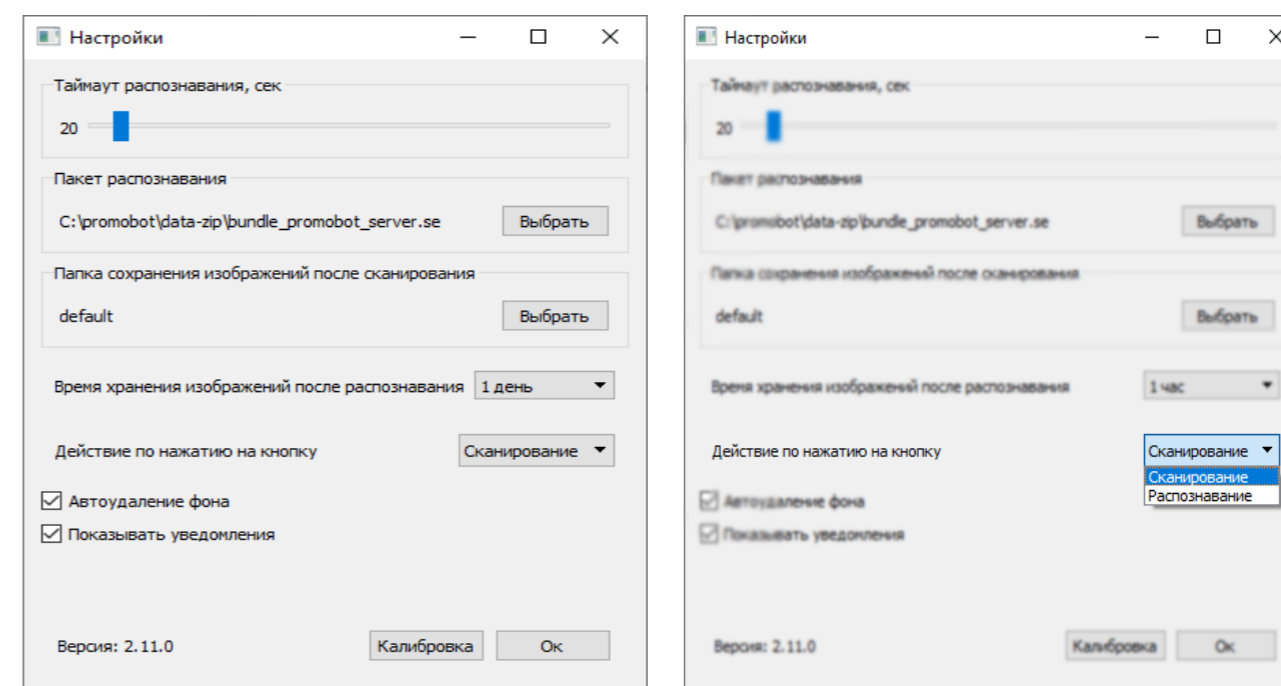 Настройки
Таймаут распознавания, сек
20
Пакет распознавания
C:\promobot\data-zip\bundle_promobot_server.se Выбрать
Папка сохранения изображений после сканирования
default Выбрать
Время хранения изображений после распознавания 1 день
Действие по нажатию на кнопку Сканирование
Автоудаление фона
Показывать уведомления
Версия: 2.11.0 Калибровка Ок
Настройки
Таймаут распознавания, сек
20
Пакет распознавания
C:\promobot\data-zip\bundle_promobot_server.se Выбрать
Папка сохранения изображений после сканирования
default Выбрать
Время хранения изображений после распознавания 1 час
Действие по нажатию на кнопку Сканирование
Сканирование
Распознавание
Автоудаление фона
Показывать уведомления
Версия: 2.11.0 Калибровка Ок